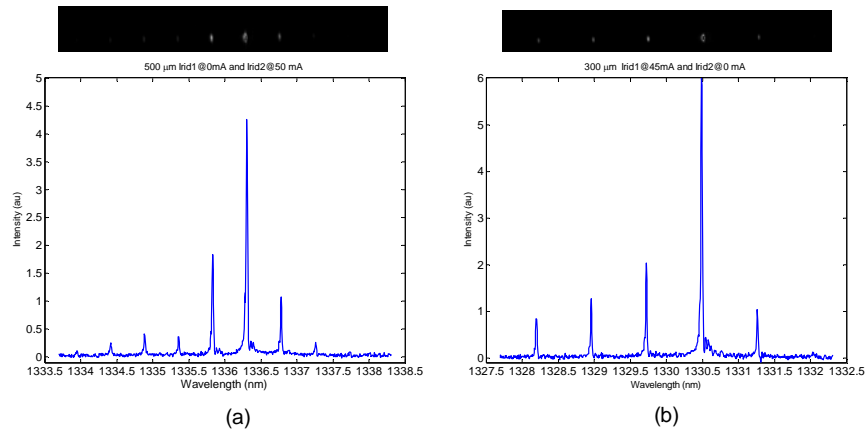 500 μm Irid1@0mA and Irid2@50 mA
5
4.5
4
3.5
3
2.5
2
1.5
1
0.5
0
Intensity (au)
1333.5 1334 1334.5 1335 1335.5 1336 1336.5 1337 1337.5 1338 1338.5
Wavelength (nm)
(a)
300 μm Irid1@45mA and Irid2@0 mA
6
5
4
3
2
1
0
Intensity (au)
1327.5 1328 1328.5 1329 1329.5 1330 1330.5 1331 1331.5 1332 1332.5
Wavelength (nm)
(b)